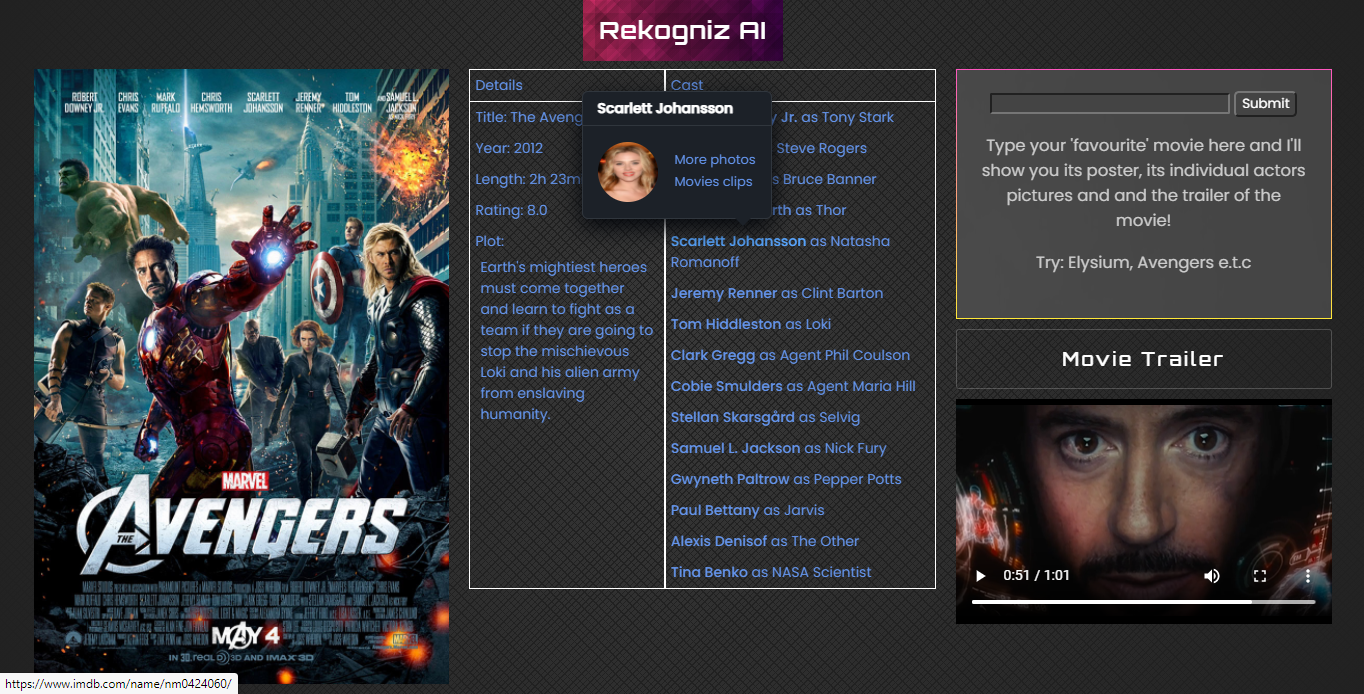 Rekogniz AI
ROBERT DOWNEY JR.
CHRIS EVANS
MARK RUFFALO
CHRIS HEMSWORTH
SCARLETT JOHANSSON
JEREMY RENNER
TOM HIDDLESTON
AND SAMUEL L. JACKSON
MARVEL
THE AVENGERS
MAY 4
IN REAL D 3D AND IMAX 3D
Details
Cast
Title: The Aveng
y Jr. as Tony Stark
Year: 2012
Steve Rogers
Length: 2h 23m
s Bruce Banner
Rating: 8.0
rth as Thor
Plot:
Earth's mightiest heroes
must come together
and learn to fight as a
team if they are going to
stop the mischievous
Loki and his alien army
from enslaving
humanity.
Scarlett Johansson
More photos
Movies clips
Scarlett Johansson as Natasha
Romanoff
Jeremy Renner as Clint Barton
Tom Hiddleston as Loki
Clark Gregg as Agent Phil Coulson
Cobie Smulders as Agent Maria Hill
Stellan Skarsgård as Selvig
Samuel L. Jackson as Nick Fury
Gwyneth Paltrow as Pepper Potts
Paul Bettany as Jarvis
Alexis Denisof as The Other
Tina Benko as NASA Scientist
Submit
Type your 'favourite' movie here and I'll
show you its poster, its individual actors
pictures and and the trailer of the
movie!
Try: Elysium, Avengers e.t.c
Movie Trailer
0:51 / 1:01
https://www.imdb.com/name/nm0424060/